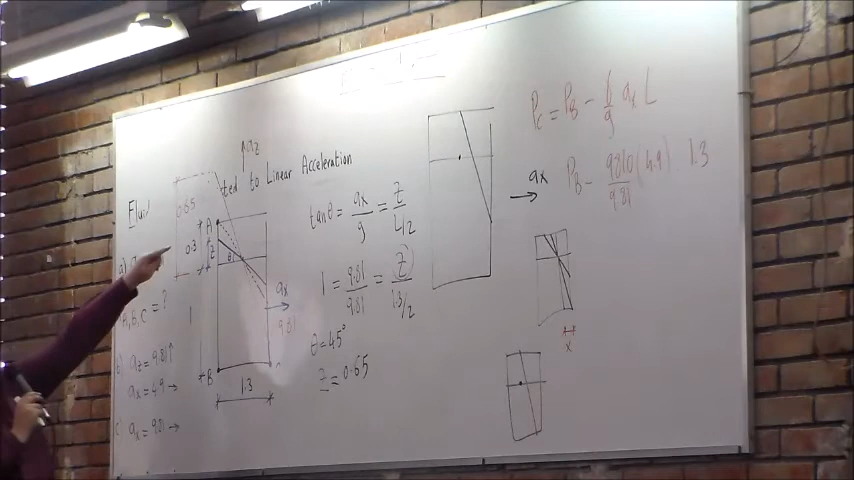 ↑az
ted to Linear Acceleration
0.65
A
0.3
z
θ
ax
9.81
1
B
1.3
A, B, C = ?
az = 9.81 ↑
ax = 4.9 →
c) ax = 9.81 →
tanθ = ax/g = z/(L/2)
1 = 9.81/9.81 = z/(1.3/2)
θ = 45°
z = 0.65
→ ax
Pc = PB - γ/g ax L
PB - 9810/9.81 (4.9) 1.3
x